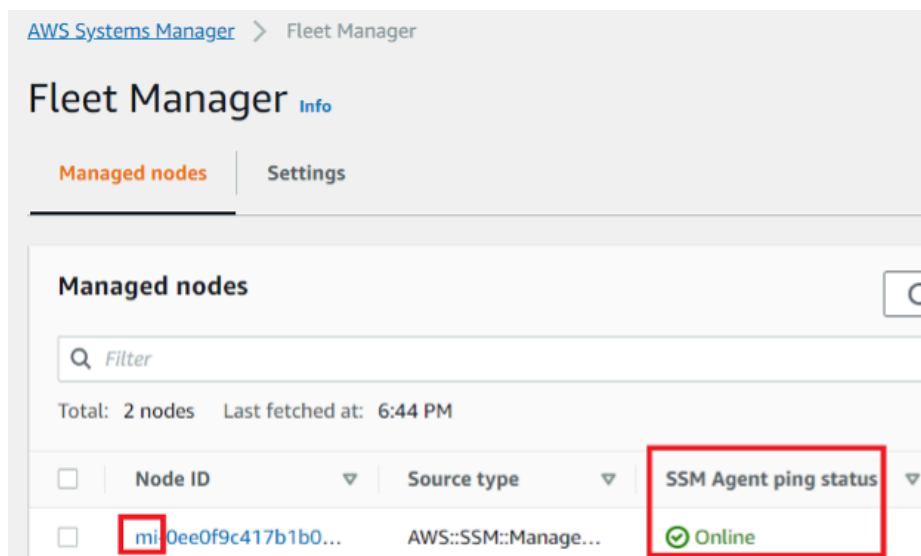 AWS Systems Manager > Fleet Manager
Fleet Manager Info
Managed nodes Settings
Managed nodes
Filter
Total: 2 nodes Last fetched at: 6:44 PM
Node ID Source type SSM Agent ping status
mi-0ee0f9c417b1b0... AWS::SSM::Manage... Online